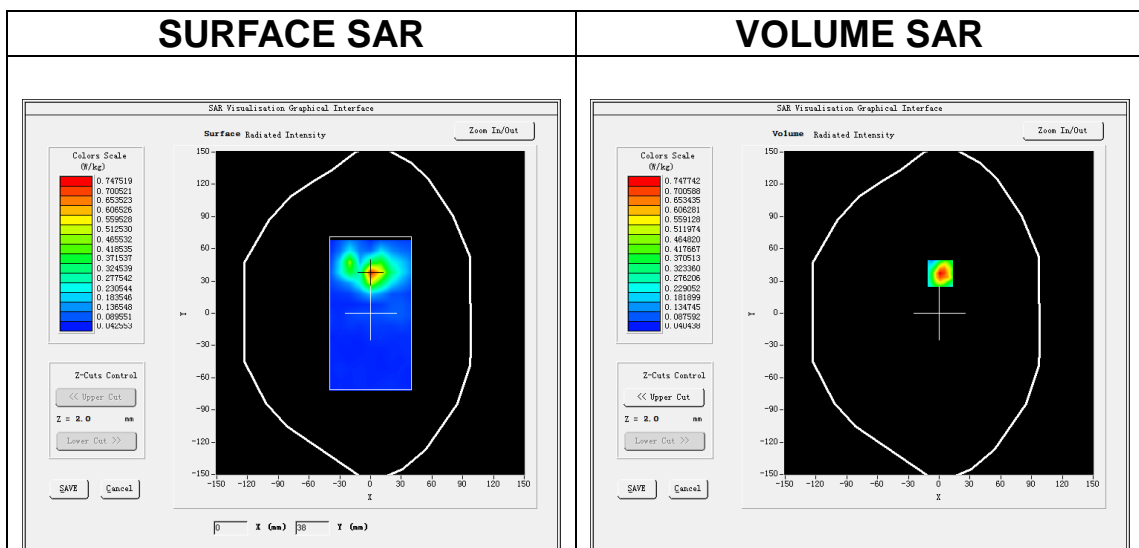 SURFACE SAR
SAR Visualisation Graphical Interface
Surface Radiated Intensity
Zoom In/Out
Colors Scale
(W/kg)
0.747519
0.700521
0.653523
0.606526
0.559528
0.512530
0.465532
0.418535
0.371537
0.324539
0.277542
0.230544
0.183546
0.136548
0.089551
0.042553
Z-Cuts Control
<< Upper Cut
Z = 2.0 mm
Lower Cut >>
SAVE Cancel
150
120
90
60
30
0
-30
-60
-90
-120
-150
Y
-150 -120 -90 -60 -30 0 30 60 90 120 150
X
0 X (mm) 38 Y (mm)
VOLUME SAR
SAR Visualisation Graphical Interface
Volume Radiated Intensity
Zoom In/Out
Colors Scale
(W/kg)
0.747742
0.700588
0.653435
0.606281
0.559128
0.511974
0.464820
0.417667
0.370513
0.323360
0.276206
0.229052
0.181899
0.134745
0.087592
0.040438
Z-Cuts Control
<< Upper Cut
Z = 2.0 mm
Lower Cut >>
SAVE Cancel
150
120
90
60
30
0
-30
-60
-90
-120
-150
Y
-150 -120 -90 -60 -30 0 30 60 90 120 150
X